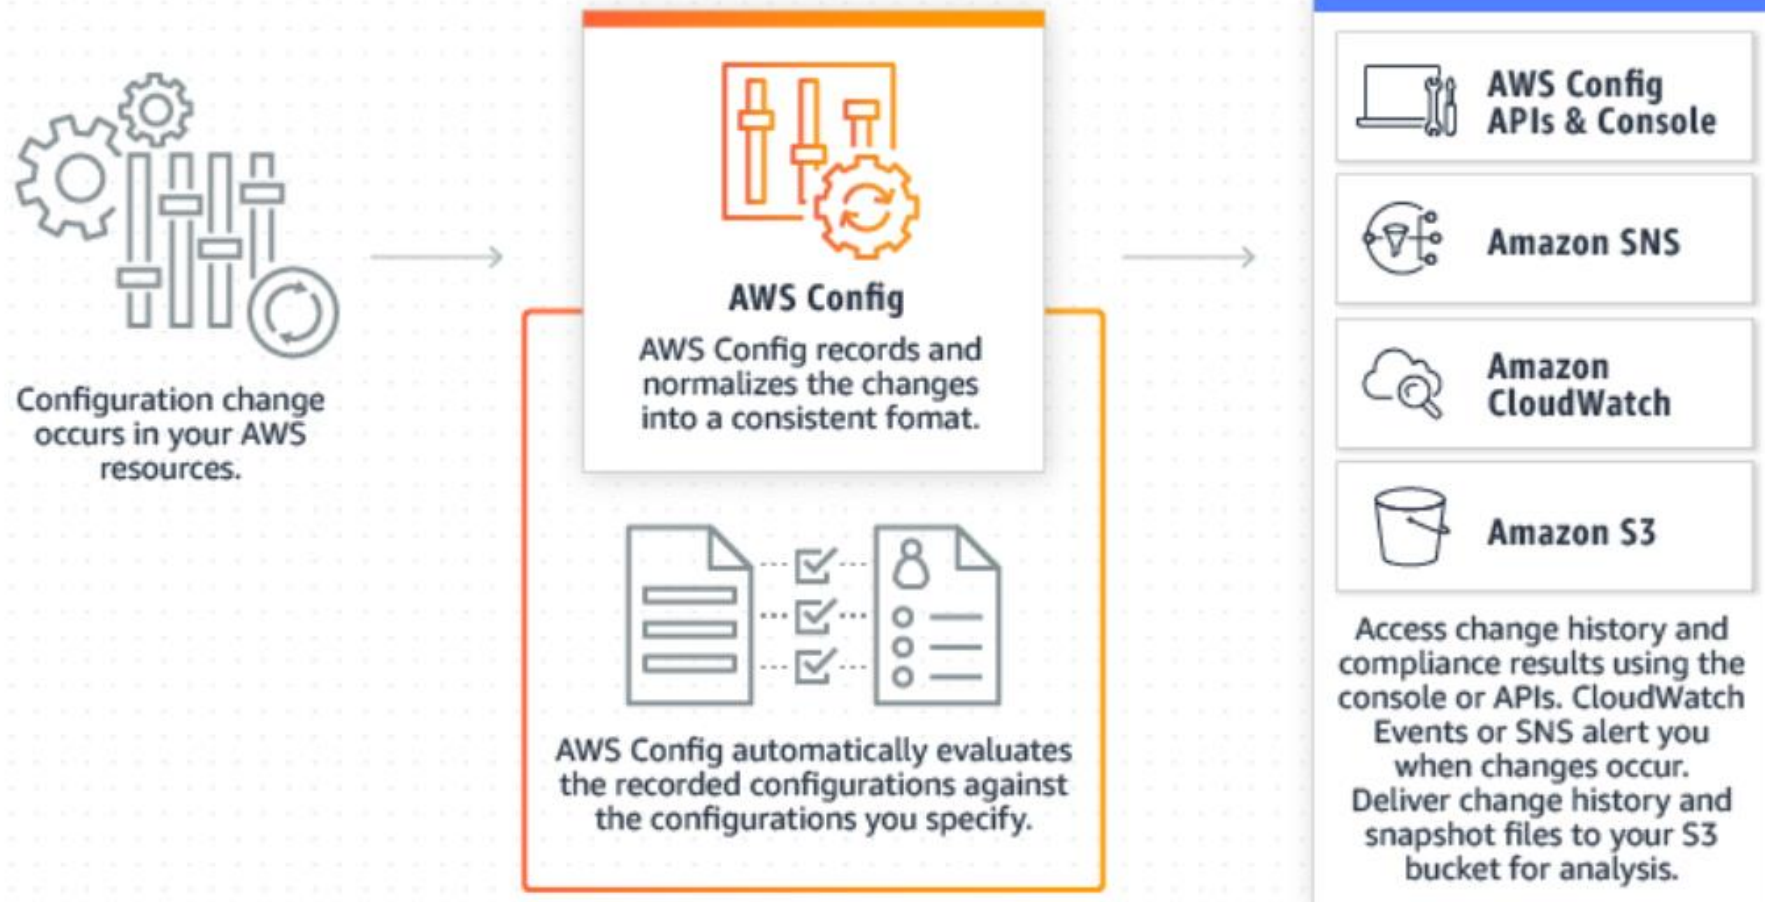 Configuration change
occurs in your AWS
resources.
AWS Config
AWS Config records and
normalizes the changes
into a consistent fomat.
AWS Config automatically evaluates
the recorded configurations against
the configurations you specify.
AWS Config
APIs & Console
Amazon SNS
Amazon
CloudWatch
Amazon S3
Access change history and
compliance results using the
console or APIs. CloudWatch
Events or SNS alert you
when changes occur.
Deliver change history and
snapshot files to your S3
bucket for analysis.